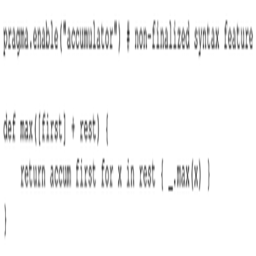 pragma.enable("accumulator") # non-finalized syntax feature
def max([first] + rest) {
return accum first for x in rest { _.max(x) }
}